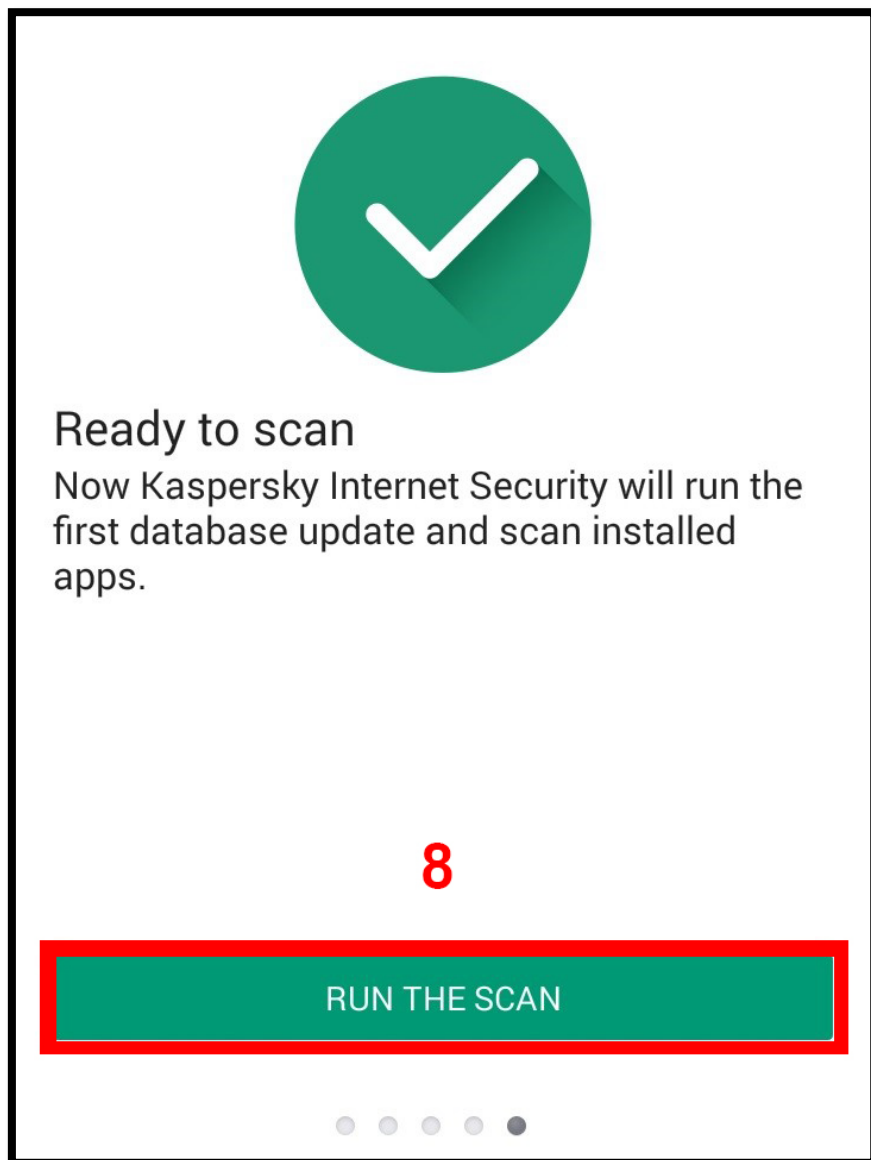 Ready to scan
Now Kaspersky Internet Security will run the
first database update and scan installed
apps.
8
RUN THE SCAN